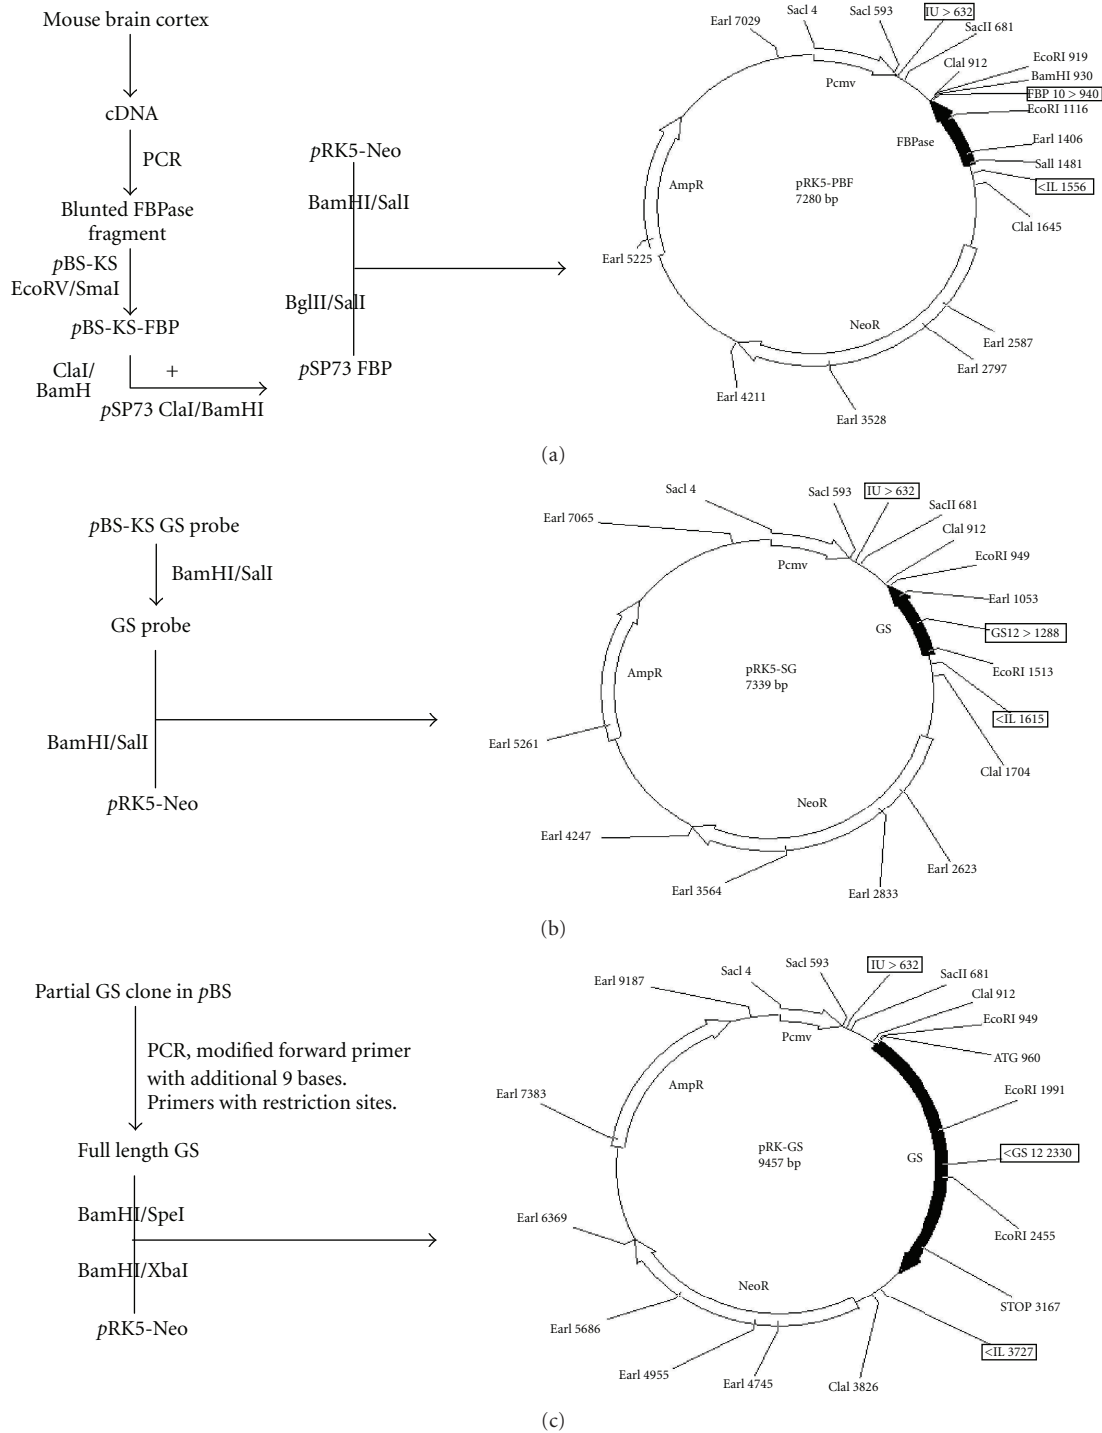 Mouse brain cortex
cDNA
PCR
Blunted FBPase
fragment
pBS-KS
EcoRV/SmaI
pBS-KS-FBP
ClaI/
BamH
+
pSP73 ClaI/BamHI
pRK5-Neo
BamHI/SalI
BglII/SalI
pSP73 FBP
EarI 7029
SacI 4
SacI 593
IU > 632
SacII 681
ClaI 912
EcoRI 919
BamHI 930
FBP 10 > 940
EcoRI 1116
EarI 1406
SalI 1481
<IL 1556
ClaI 1645
Pcmv
FBPase
AmpR
pRK5-PBF
7280 bp
EarI 5225
NeoR
EarI 2587
EarI 2797
EarI 3528
EarI 4211
(a)
pBS-KS GS probe
BamHI/SalI
GS probe
BamHI/SalI
pRK5-Neo
EarI 7065
SacI 4
SacI 593
IU > 632
SacII 681
ClaI 912
EcoRI 949
EarI 1053
GS12 > 1288
EcoRI 1513
<IL 1615
ClaI 1704
Pcmv
GS
AmpR
pRK5-SG
7339 bp
EarI 5261
NeoR
EarI 2623
EarI 2833
EarI 3564
EarI 4247
(b)
Partial GS clone in pBS
PCR, modified forward primer
with additional 9 bases.
Primers with restriction sites.
Full length GS
BamHI/SpeI
BamHI/XbaI
pRK5-Neo
EarI 9187
SacI 4
SacI 593
IU > 632
SacII 681
ClaI 912
EcoRI 949
ATG 960
EcoRI 1991
<GS 12 2330
EcoRI 2455
STOP 3167
<IL 3727
ClaI 3826
Pcmv
AmpR
EarI 7383
pRK-GS
9457 bp
GS
EarI 6369
NeoR
EarI 5686
EarI 4955
EarI 4745
(c)